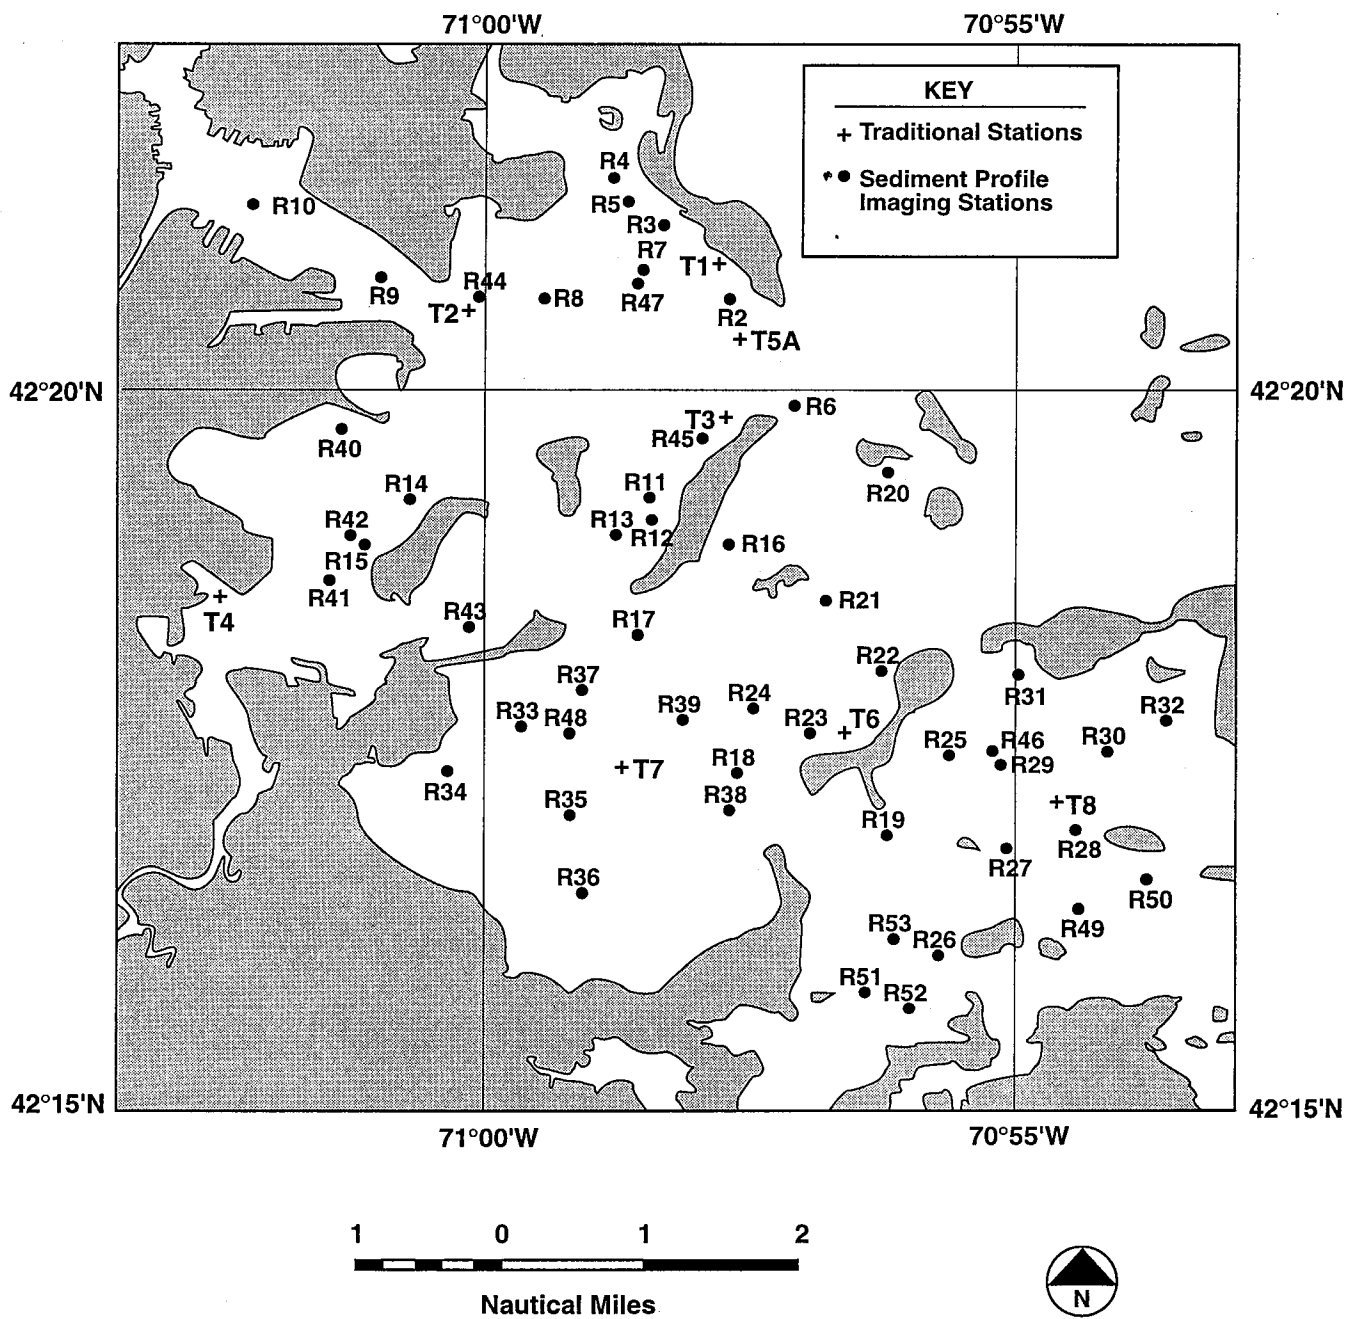 71°00'W
70°55'W
KEY
+ Traditional Stations
Sediment Profile
Imaging Stations
R4
R5
R10
R3
R7
T1+
R44
R9
R8
R47
T2+
R2
+T5A
42°20'N
42°20'N
R6
T3+
R45
R40
R14
R11
R20
R42
R13
R12
R16
R15
R41
R21
T4
+
R43
R17
R22
R37
R31
R24
R39
R32
R33
R48
R23
T6
+
R25
R46
R30
R29
R18
+T7
R34
R38
R35
+T8
R19
R28
R27
R36
R50
R49
R53
R26
R51
R52
42°15'N
42°15'N
71°00'W
70°55'W
1 0 1 2
Nautical Miles
N